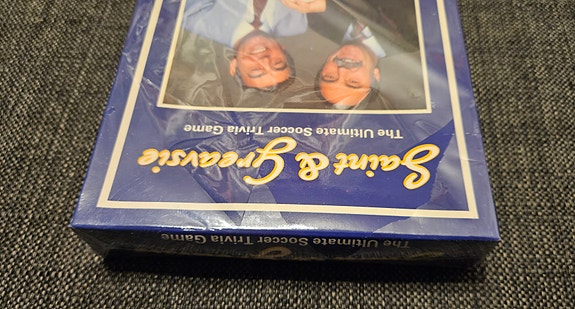 The Ultimate Soccer Trivia Game
Saint & Greavsie
The Ultimate Soccer Trivia Game